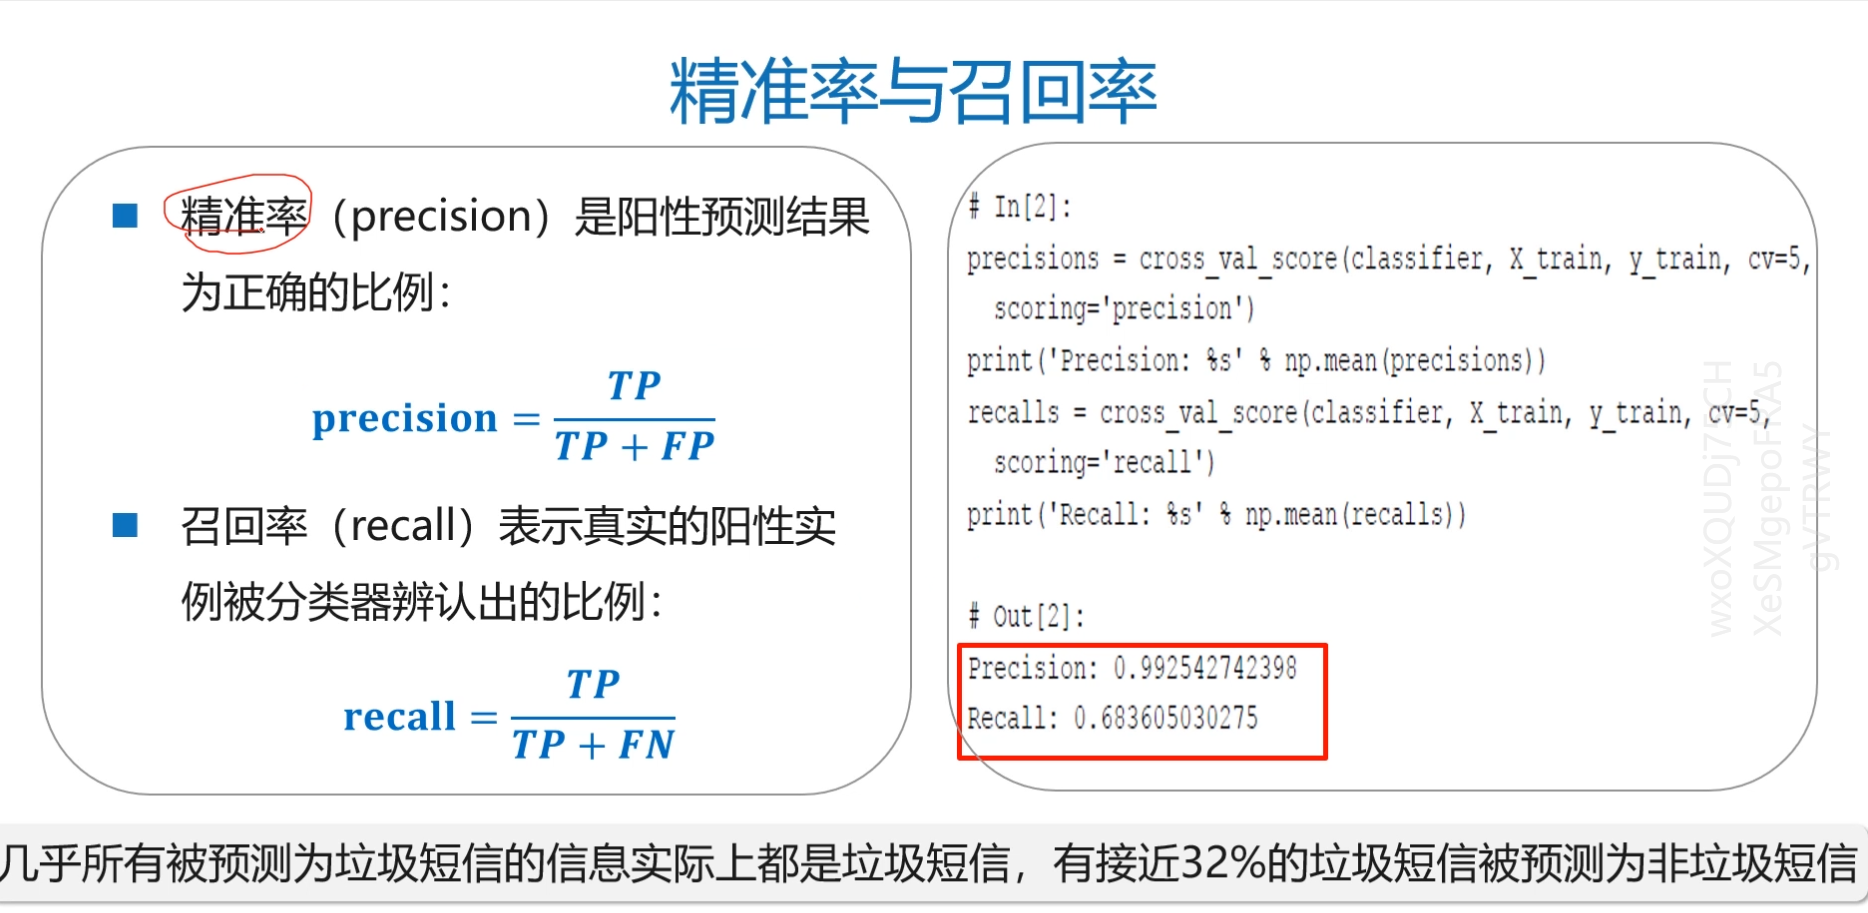 精准率与召回率
精准率（precision）是阳性预测结果
为正确的比例：
precision = TP / (TP + FP)
召回率（recall）表示真实的阳性实
例被分类器辨认出的比例：
recall = TP / (TP + FN)
# In[2]:
precisions = cross_val_score(classifier, X_train, y_train, cv=5,
  scoring='precision')
print('Precision: %s' % np.mean(precisions))
recalls = cross_val_score(classifier, X_train, y_train, cv=5,
  scoring='recall')
print('Recall: %s' % np.mean(recalls))
# Out[2]:
Precision: 0.992542742398
Recall: 0.683605030275
几乎所有被预测为垃圾短信的信息实际上都是垃圾短信，有接近32%的垃圾短信被预测为非垃圾短信